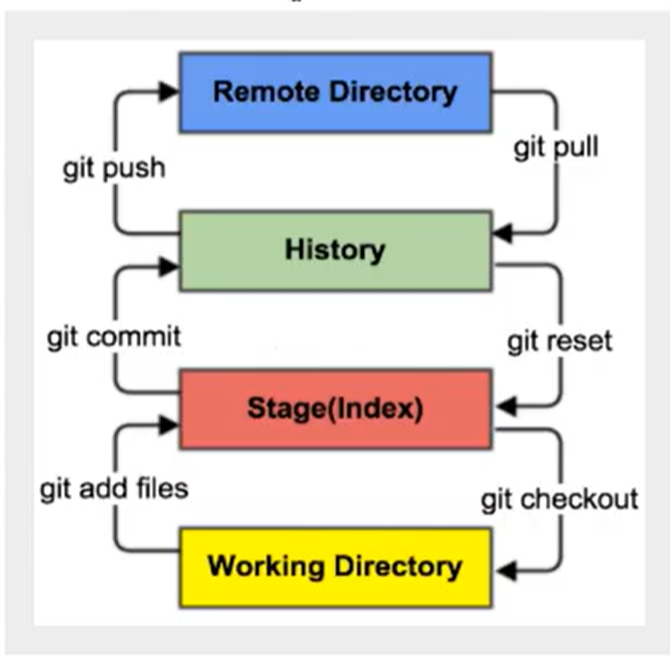 Remote Directory
git push
git pull
History
git commit
git reset
Stage(Index)
git add files
git checkout
Working Directory